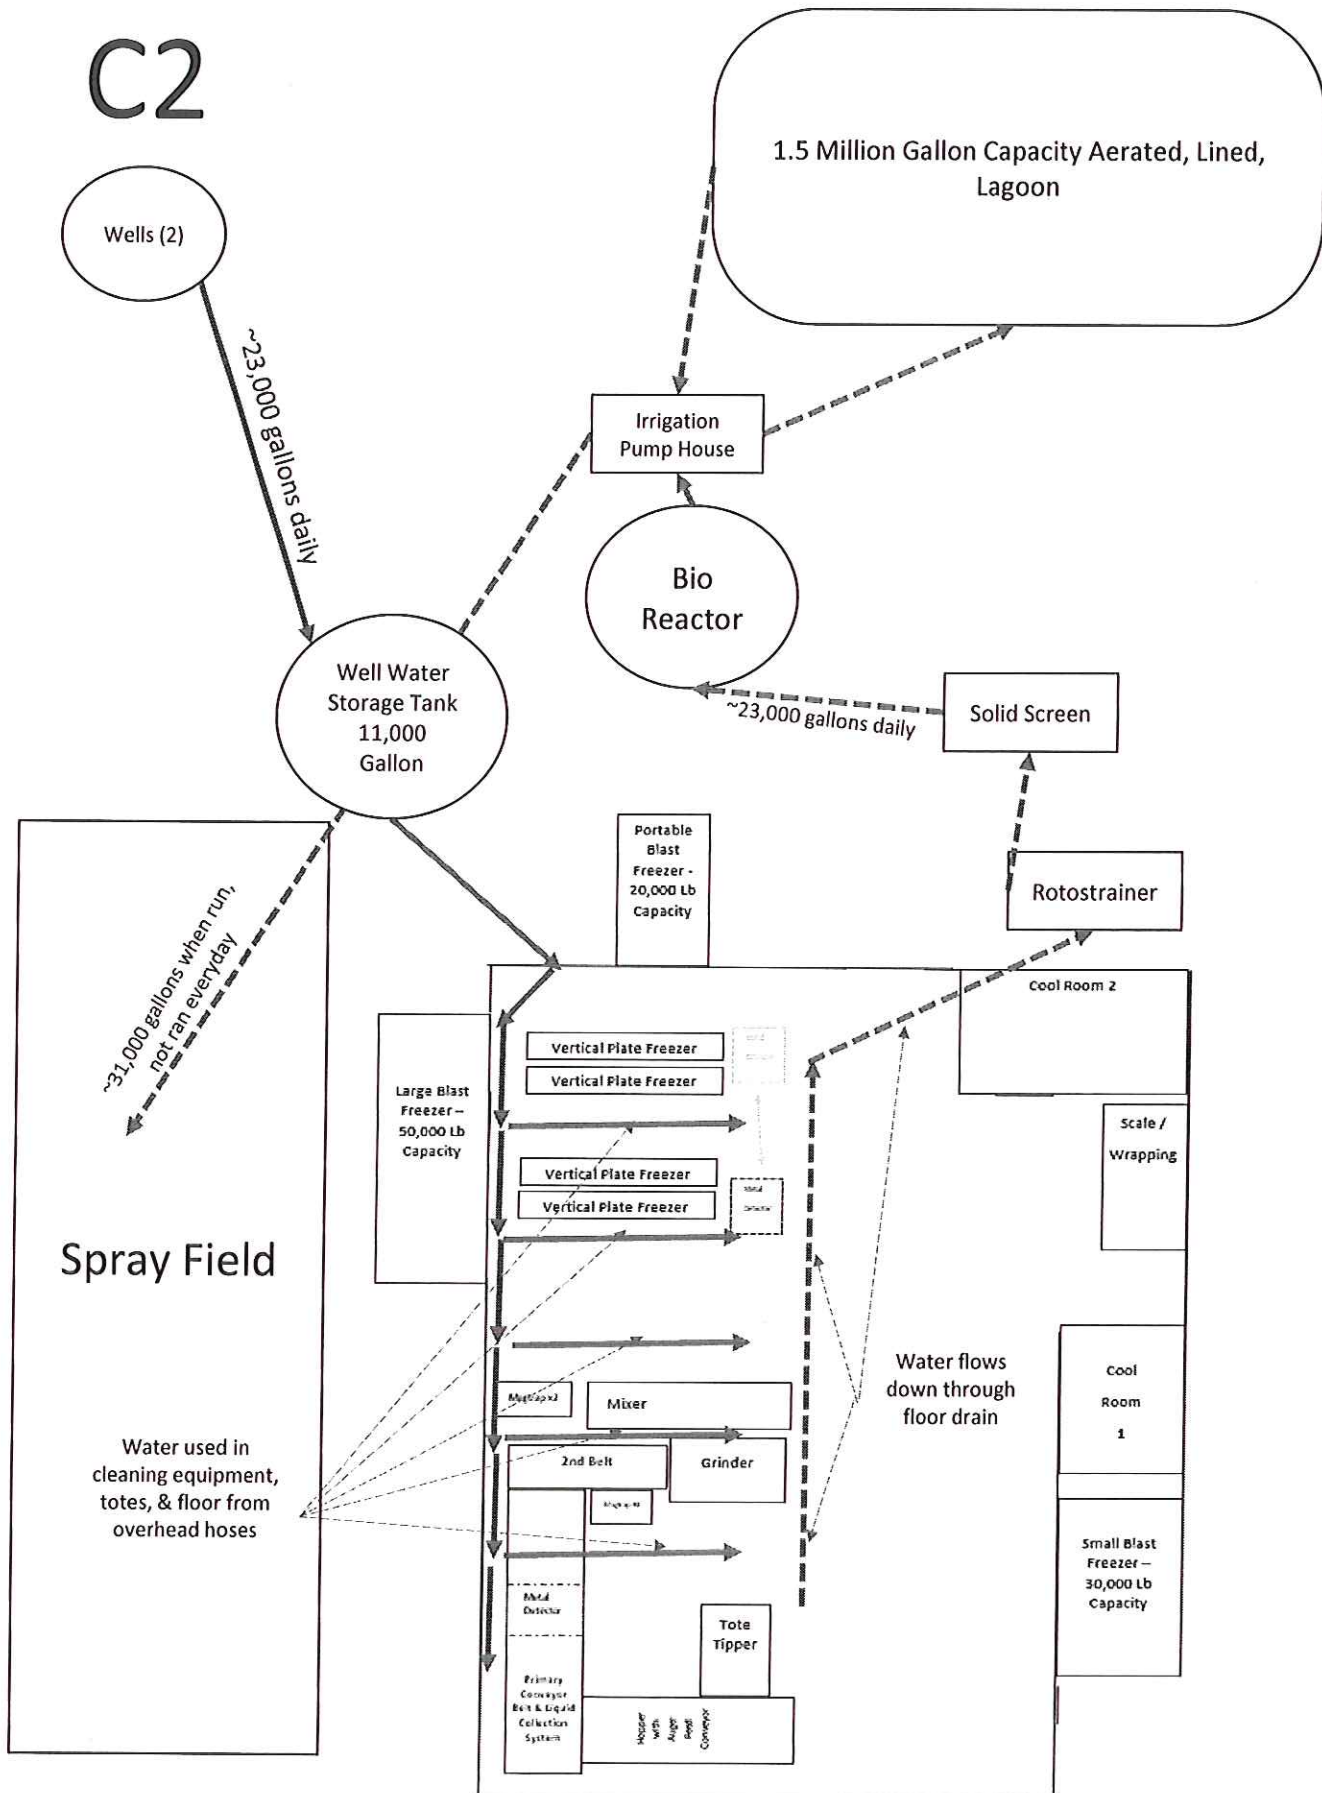 C2
1.5 Million Gallon Capacity Aerated, Lined,
Lagoon
Wells (2)
~23,000 gallons daily
Irrigation
Pump House
Bio
Reactor
Well Water
Storage Tank
11,000
Gallon
~23,000 gallons daily
Solid Screen
Portable
Blast
Freezer -
20,000 Lb
Capacity
Rotostrainer
~31,000 gallons when run,
not ran everyday
Cool Room 2
Vertical Plate Freezer
Vertical Plate Freezer
Large Blast
Freezer –
50,000 Lb
Capacity
Scale /
Wrapping
Vertical Plate Freezer
Vertical Plate Freezer
Metal
Detector
Spray Field
Water flows
down through
floor drain
Cool
Room
1
Mixer
Water used in
cleaning equipment,
totes, & floor from
overhead hoses
2nd Belt
Grinder
Small Blast
Freezer –
30,000 Lb
Capacity
Metal
Detector
Tote
Tipper
Primary
Conveyor
Belt & Liquid
Collection
System
Hopper
with
Auger
Feed
Conveyor